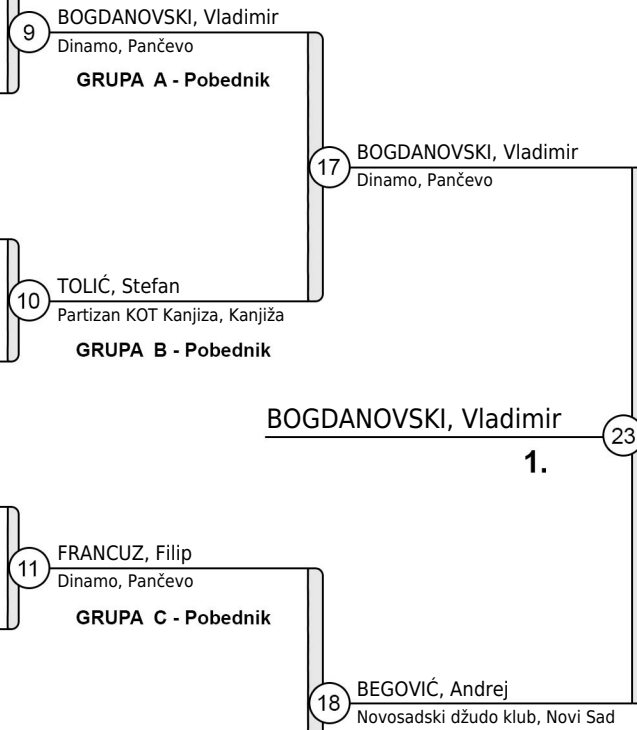 9
BOGDANOVSKI, Vladimir
Dinamo, Pančevo
GRUPA A - Pobednik
17
BOGDANOVSKI, Vladimir
Dinamo, Pančevo
10
TOLIĆ, Stefan
Partizan KOT Kanjiza, Kanjiža
GRUPA B - Pobednik
BOGDANOVSKI, Vladimir
23
1.
11
FRANCUZ, Filip
Dinamo, Pančevo
GRUPA C - Pobednik
18
BEGOVIĆ, Andrej
Novosadski džudo klub, Novi Sad